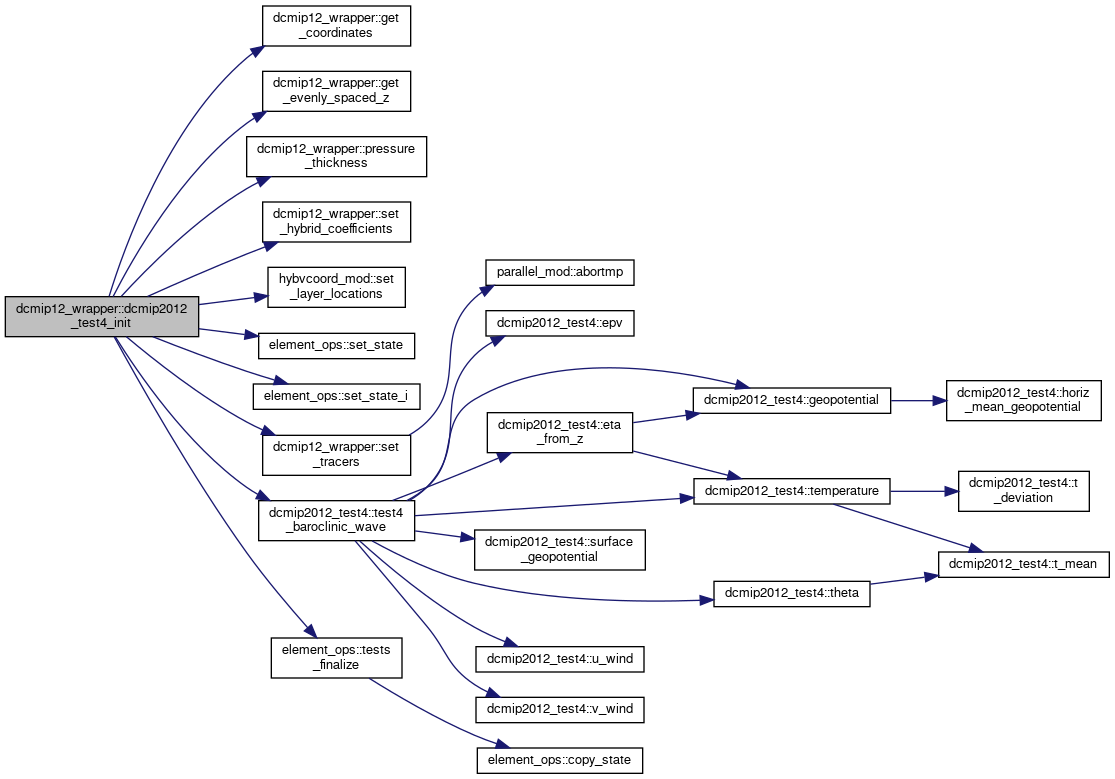 dcmip12_wrapper::get
_coordinates
dcmip12_wrapper::get
_evenly_spaced_z
dcmip12_wrapper::pressure
_thickness
dcmip12_wrapper::set
_hybrid_coefficients
hybvcoord_mod::set
_layer_locations
dcmip12_wrapper::dcmip2012
_test4_init
element_ops::set_state
element_ops::set_state_i
dcmip12_wrapper::set
_tracers
dcmip2012_test4::test4
_baroclinic_wave
element_ops::tests
_finalize
parallel_mod::abortmp
dcmip2012_test4::epv
dcmip2012_test4::eta
_from_z
dcmip2012_test4::surface
_geopotential
dcmip2012_test4::u_wind
dcmip2012_test4::v_wind
element_ops::copy_state
dcmip2012_test4::geopotential
dcmip2012_test4::temperature
dcmip2012_test4::theta
dcmip2012_test4::horiz
_mean_geopotential
dcmip2012_test4::t
_deviation
dcmip2012_test4::t_mean